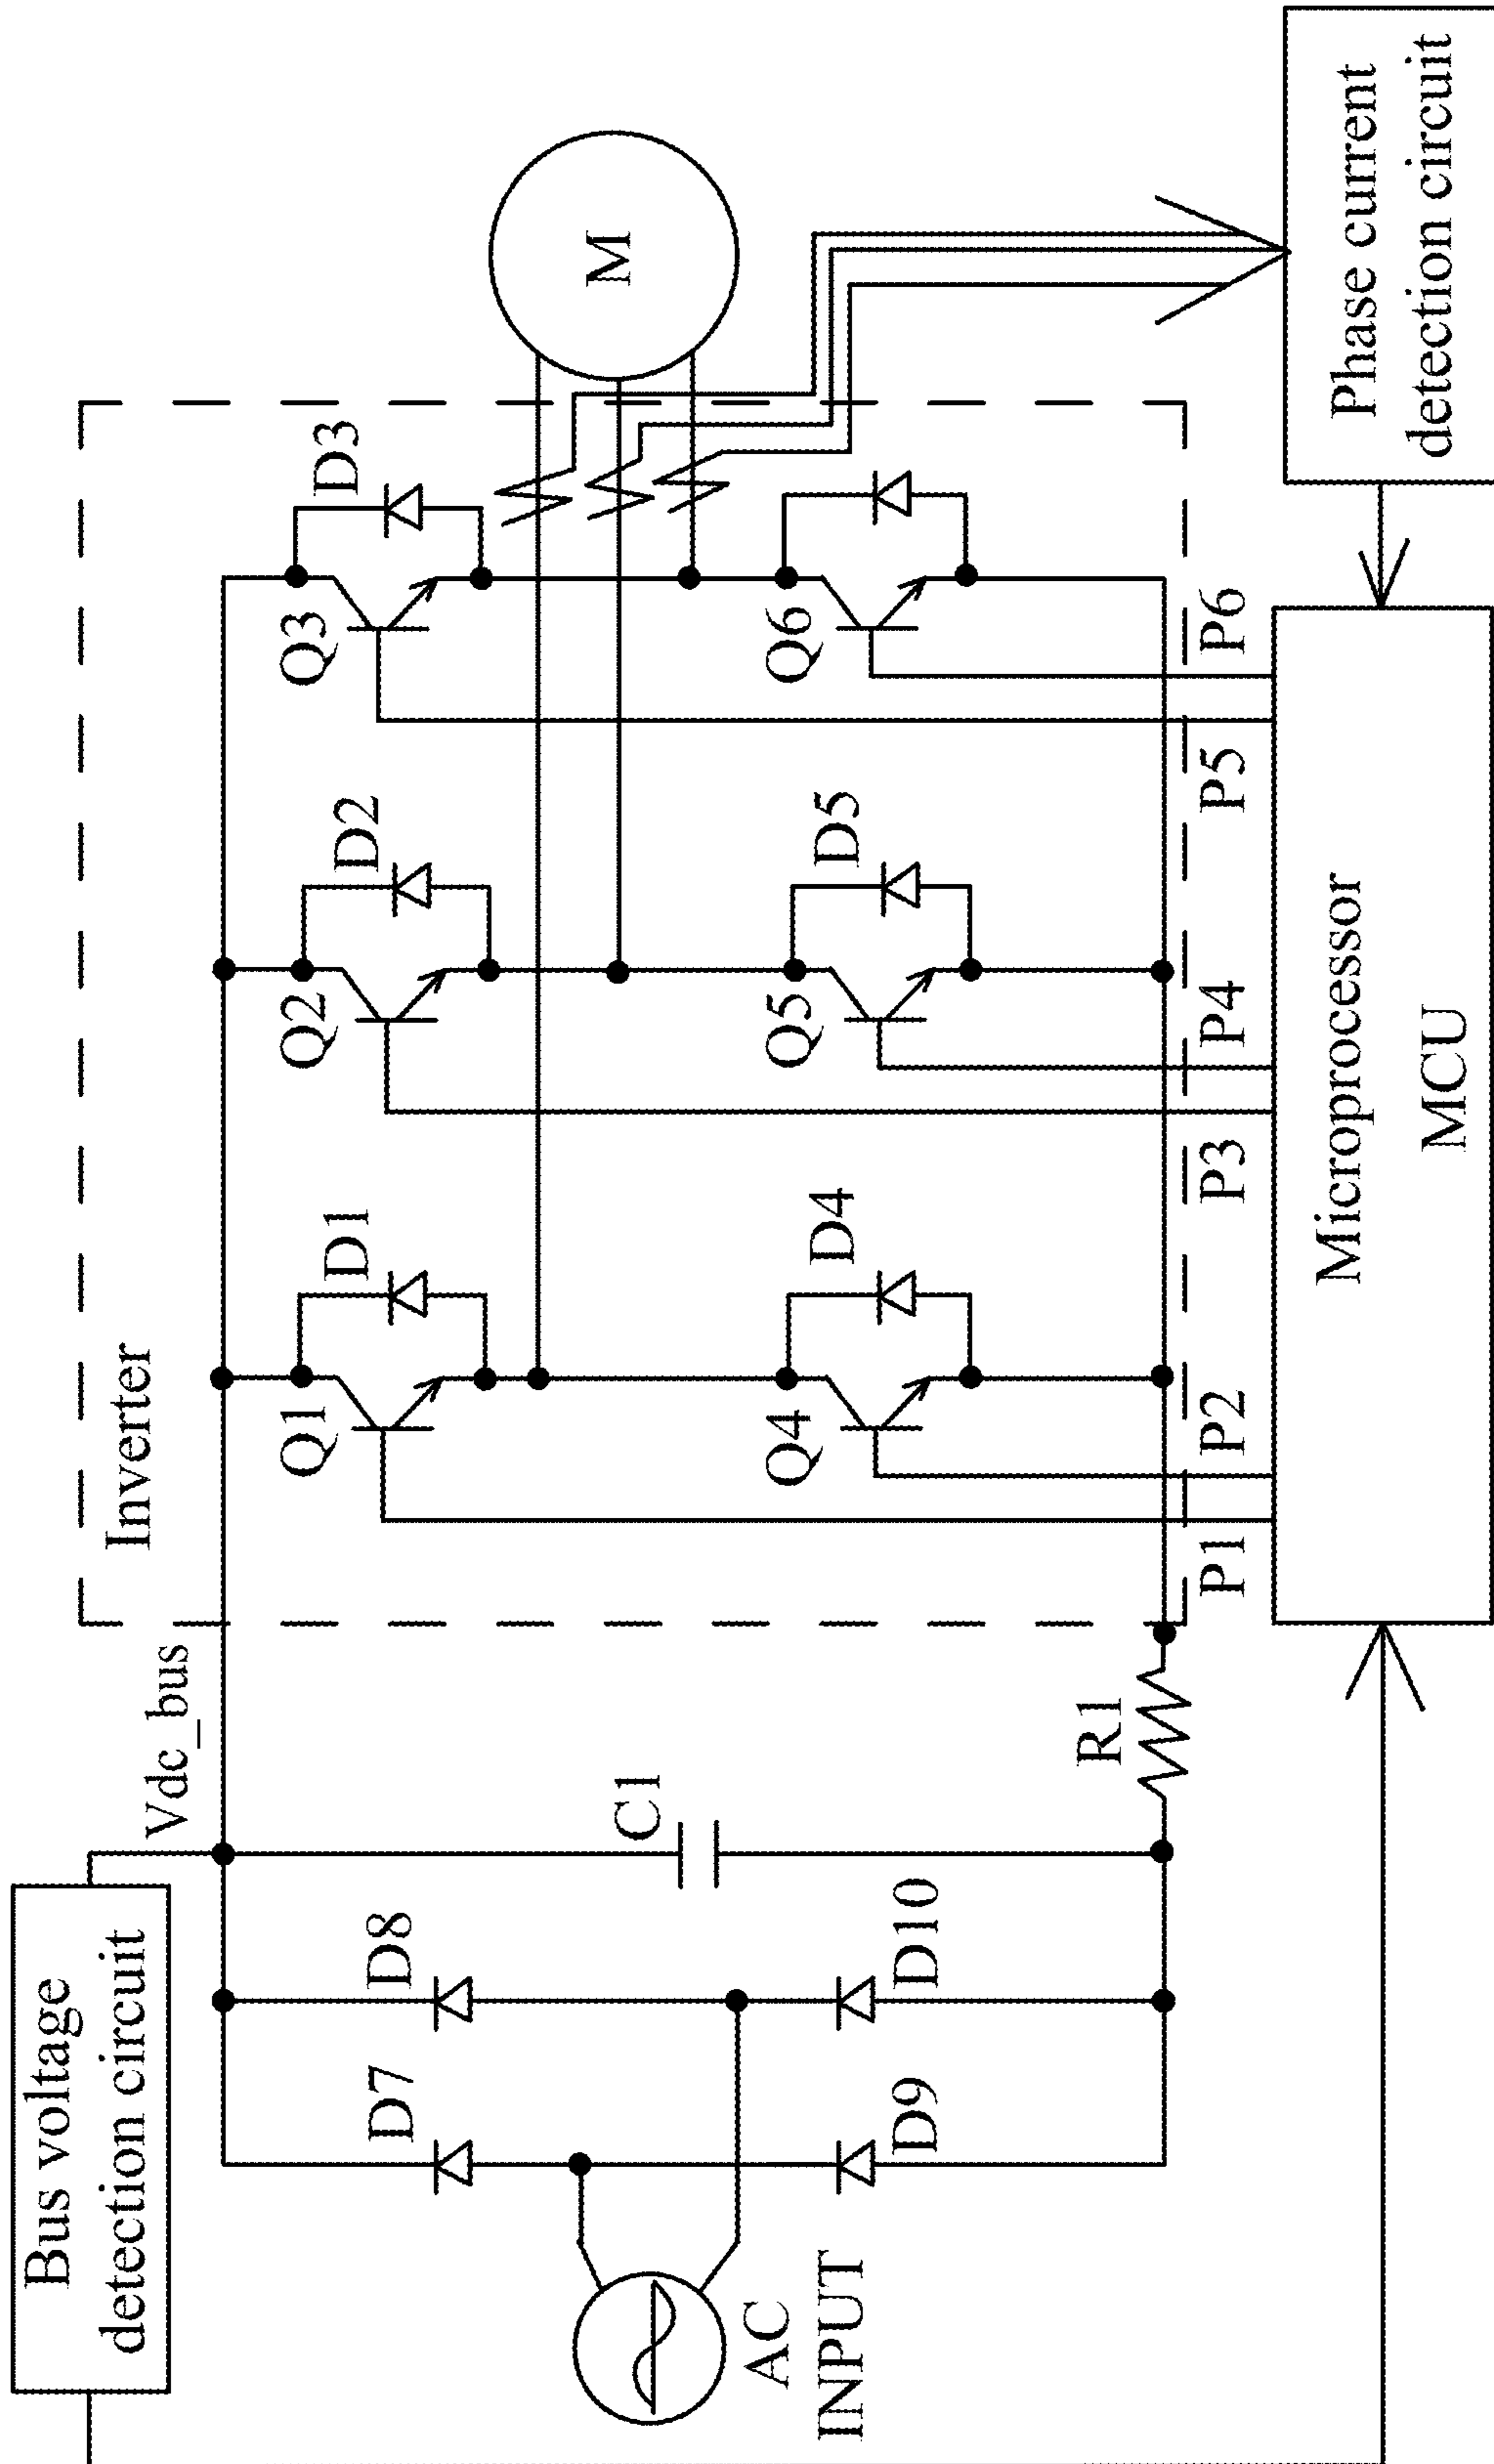 Bus voltage
detection circuit
Vdc_bus
Inverter
D7
D8
D9
D10
C1
R1
AC
INPUT
Q1
D1
Q2
D2
Q3
D3
Q4
D4
Q5
D5
Q6
M
P1
P2
P3
P4
P5
P6
Microprocessor
MCU
Phase current
detection circuit